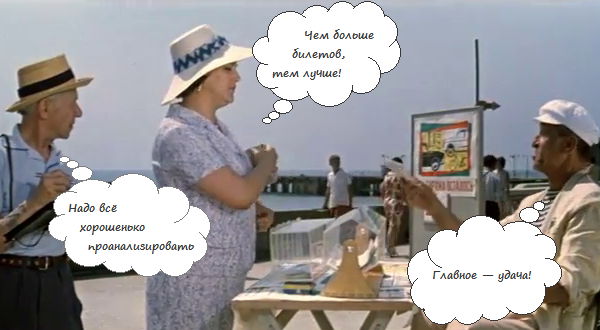 Чем больше
билетов,
тем лучше!
Надо всё
хорошенько
проанализировать
Главное — удача!